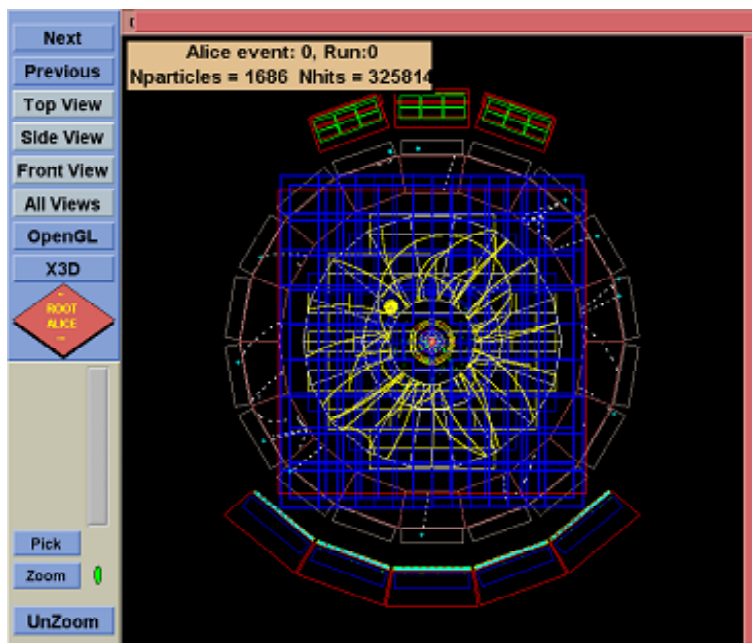 Next
Previous
Top View
Side View
Front View
All Views
OpenGL
X3D
ROOT
ALICE
Pick
Zoom
UnZoom
Alice event: 0, Run:0
Nparticles = 1686 Nhits = 325814